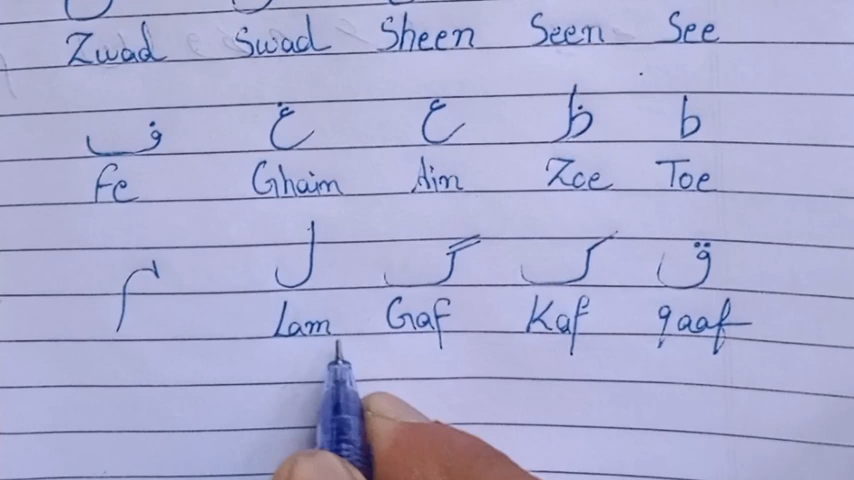 Zwad Swad Sheen Seen See
ف غ ع ظ ط
Fe Ghain Ain Zoe Toe
م ل گ ک ق
Lam Gaf Kaf qaaf